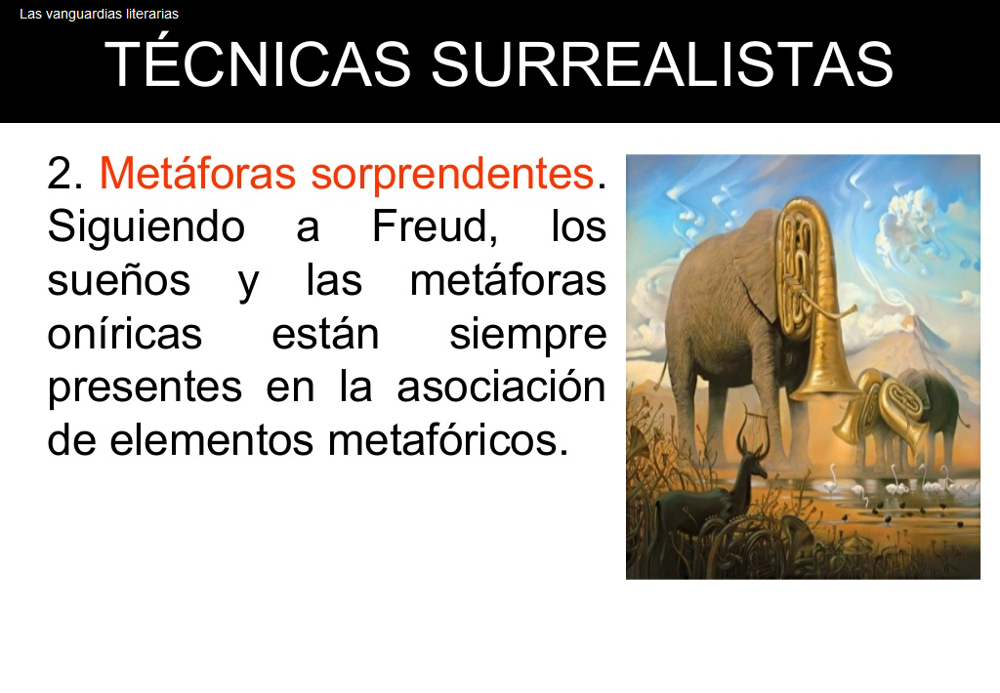 Las vanguardias literarias
TÉCNICAS SURREALISTAS
2. Metáforas sorprendentes.
Siguiendo a Freud, los
sueños y las metáforas
oníricas están siempre
presentes en la asociación
de elementos metafóricos.